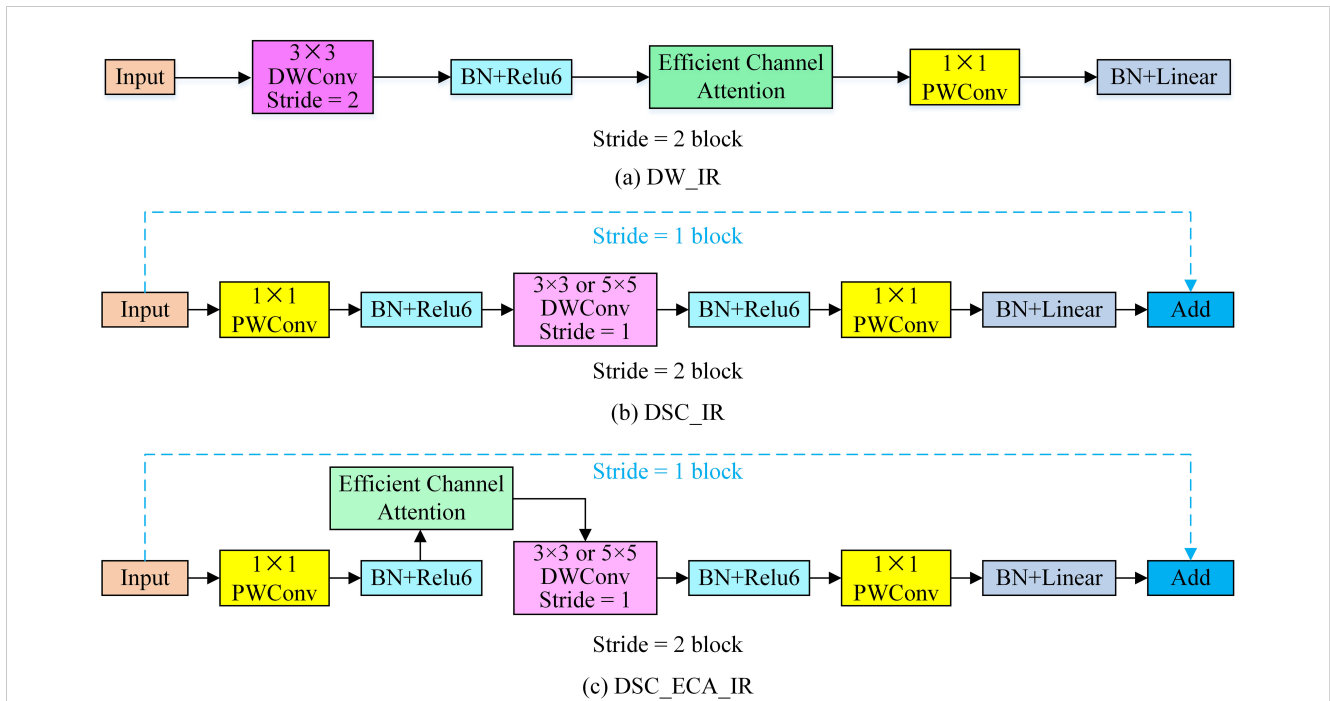 Input
3×3
DWConv
Stride = 2
BN+Relu6
Efficient Channel
Attention
1×1
PWConv
BN+Linear
Stride = 2 block
(a) DW_IR
Stride = 1 block
Input
1×1
PWConv
BN+Relu6
3×3 or 5×5
DWConv
Stride = 1
BN+Relu6
1×1
PWConv
BN+Linear
Add
Stride = 2 block
(b) DSC_IR
Stride = 1 block
Efficient Channel
Attention
Input
1×1
PWConv
BN+Relu6
3×3 or 5×5
DWConv
Stride = 1
BN+Relu6
1×1
PWConv
BN+Linear
Add
Stride = 2 block
(c) DSC_ECA_IR